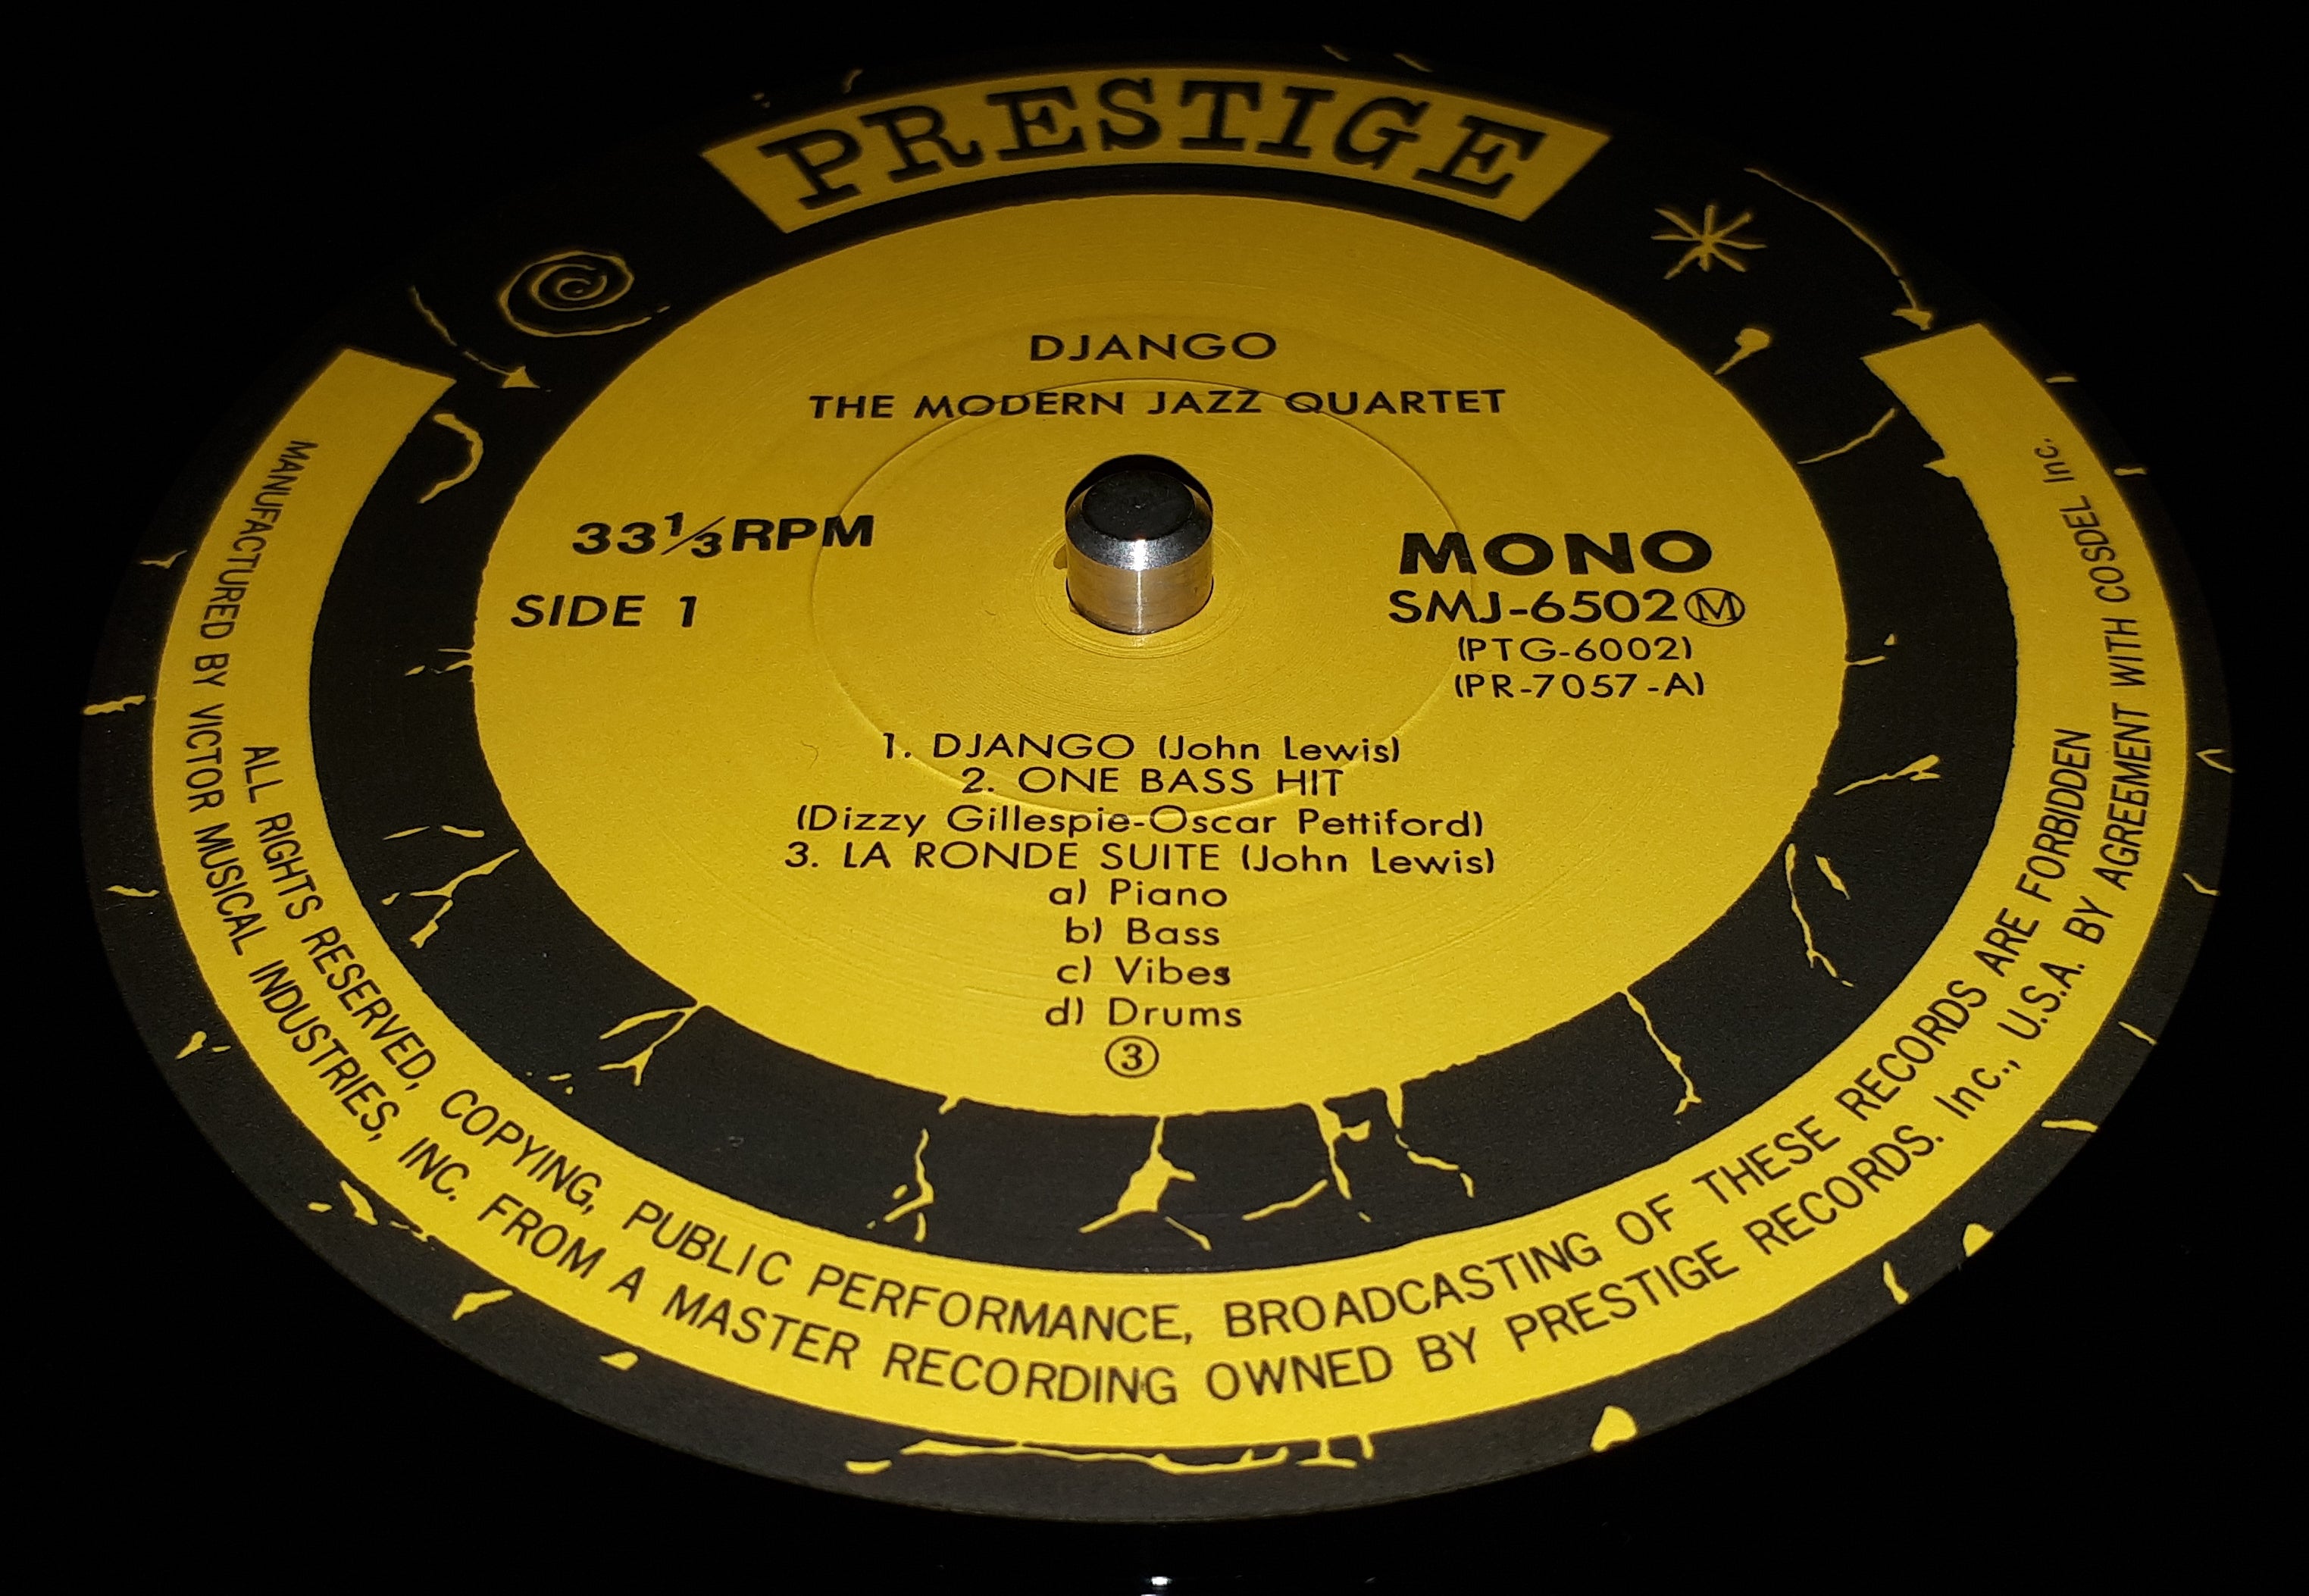 PRESTIGE
DJANGO
THE MODERN JAZZ QUARTET
33⅓RPM
SIDE 1
MONO
SMJ-6502Ⓜ
(PTG-6002)
(PR-7057-A)
1. DJANGO (John Lewis)
2. ONE BASS HIT
(Dizzy Gillespie-Oscar Pettiford)
3. LA RONDE SUITE (John Lewis)
a) Piano
b) Bass
c) Vibes
d) Drums
③
ALL RIGHTS RESERVED, COPYING, PUBLIC PERFORMANCE, BROADCASTING OF THESE RECORDS ARE FORBIDDEN
MANUFACTURED BY VICTOR MUSICAL INDUSTRIES, INC. FROM A MASTER RECORDING OWNED BY PRESTIGE RECORDS. Inc., U.S.A. BY AGREEMENT WITH COSDEL Inc.